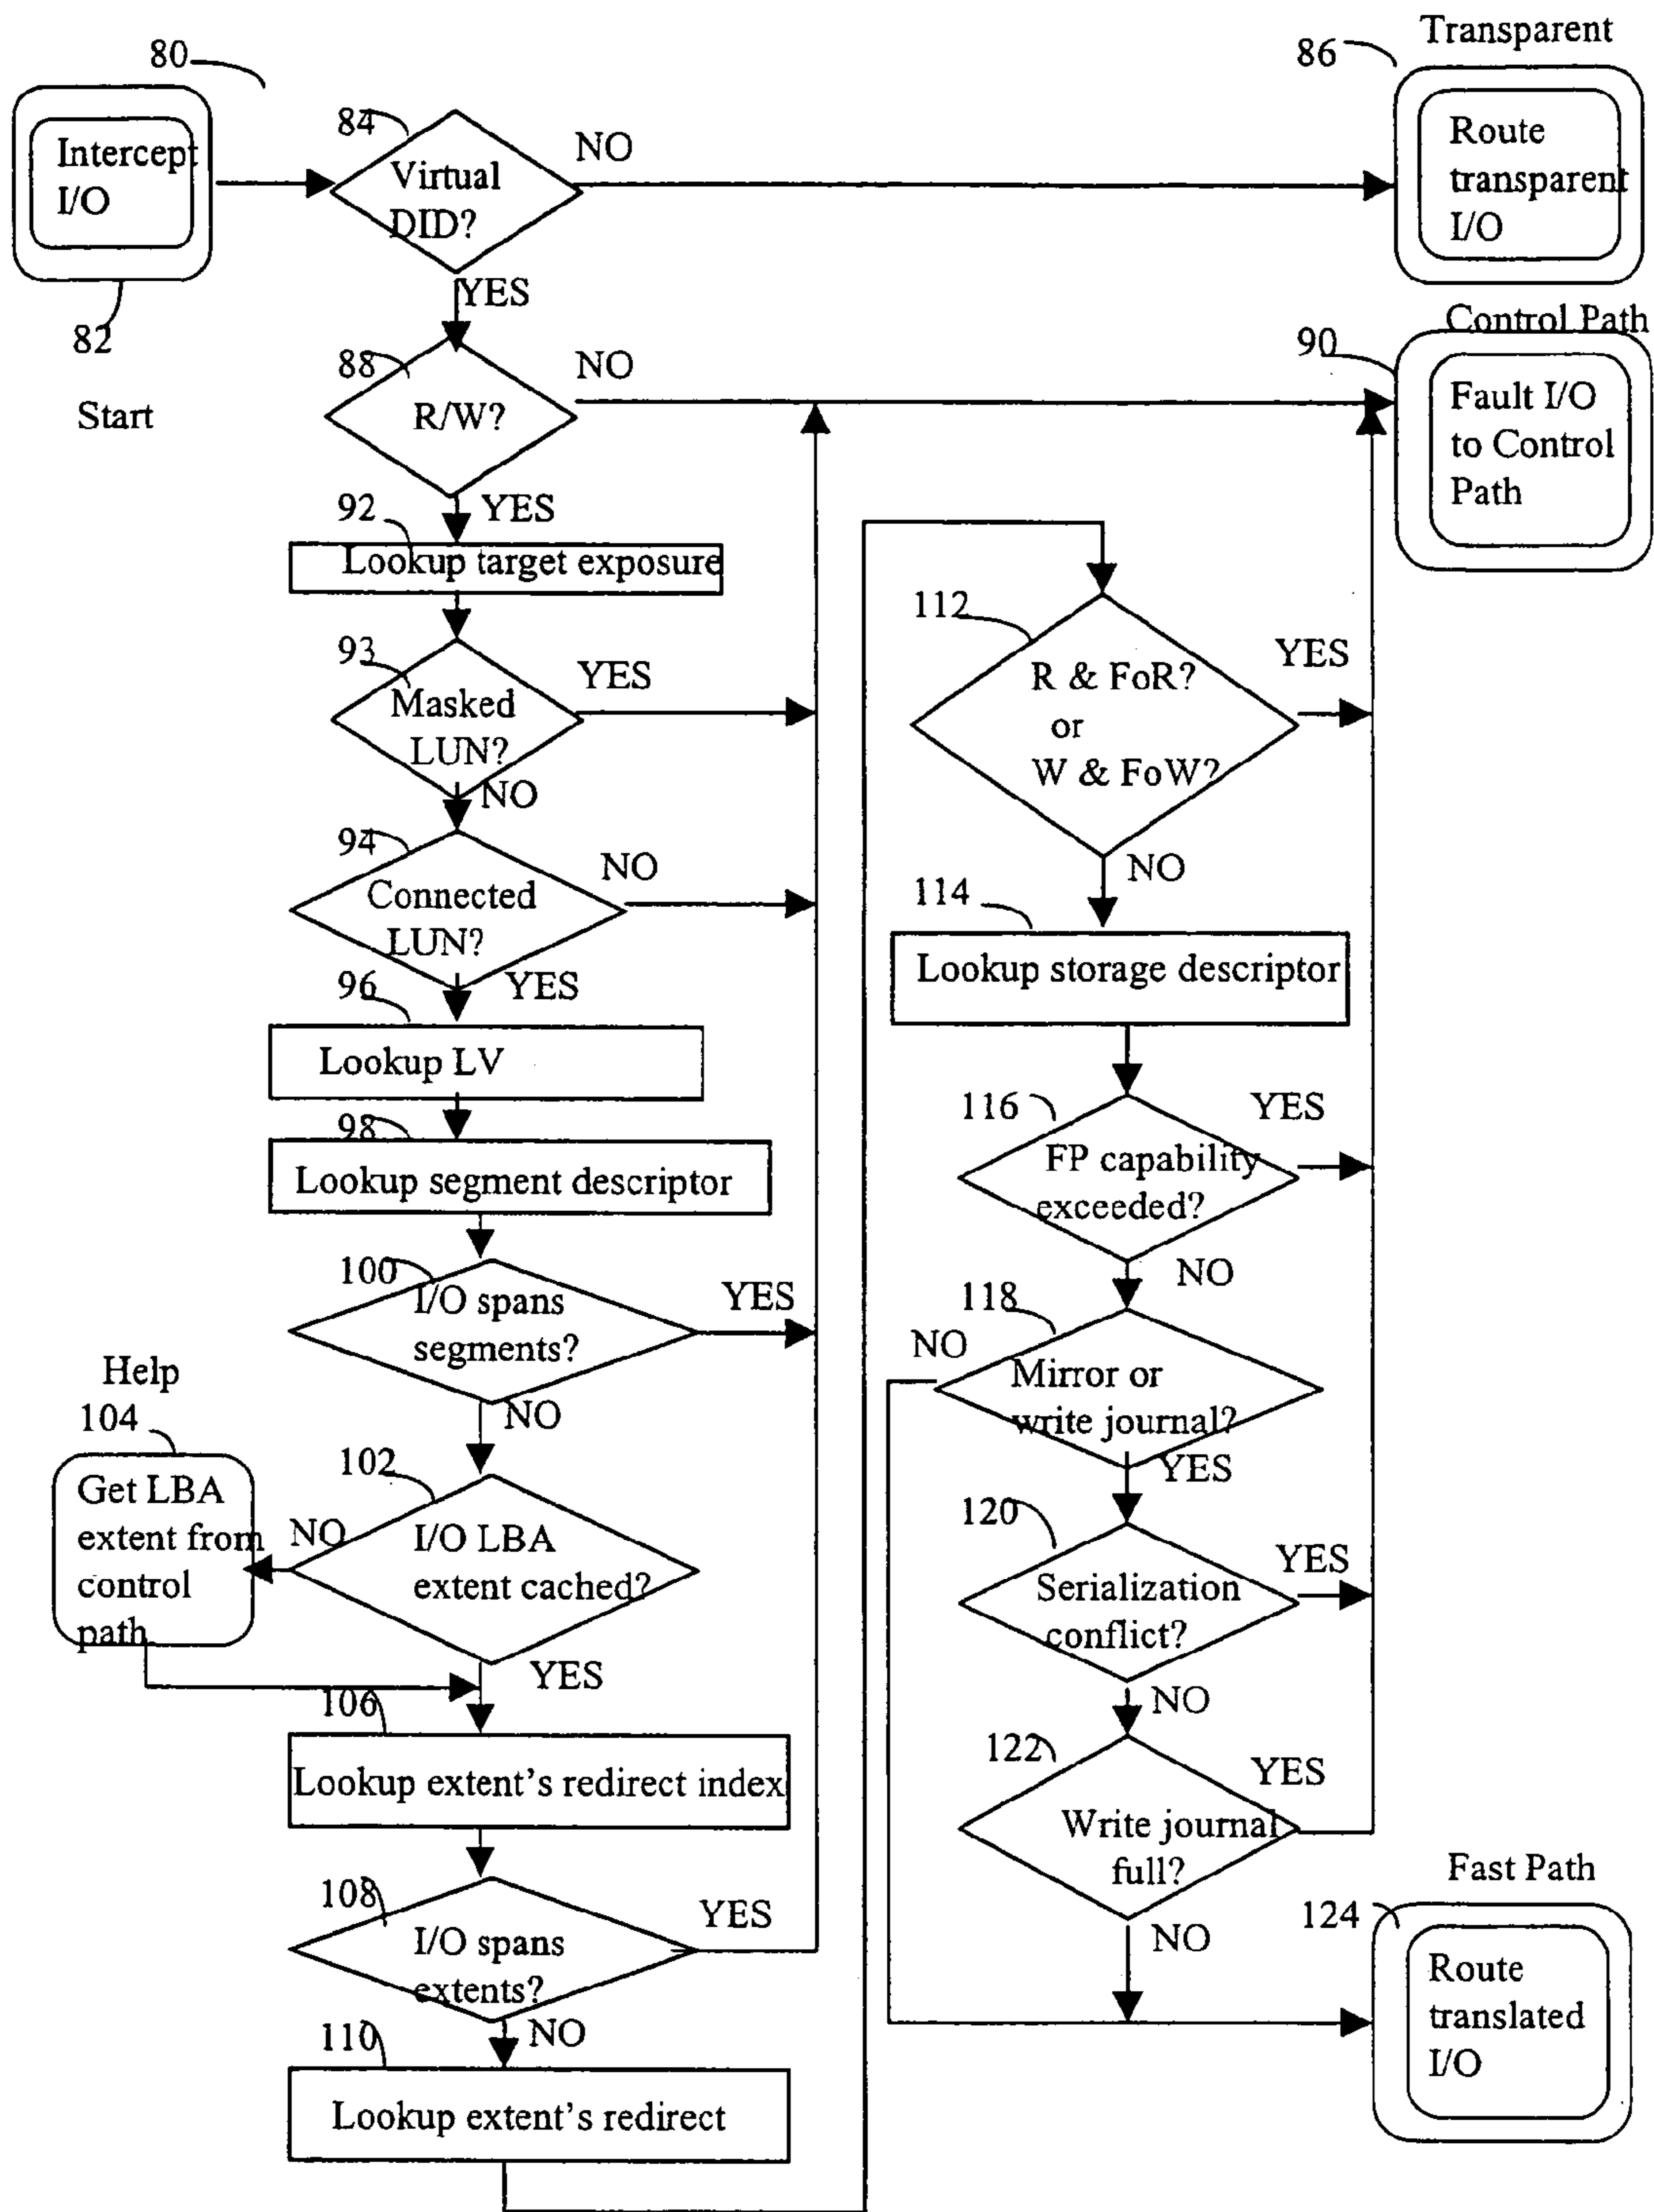 80
Intercept
I/O
82
Start
84
Virtual
DID?
NO
YES
86
Transparent
Route
transparent
I/O
88
R/W?
NO
YES
Control Path
90
Fault I/O
to Control
Path
92
Lookup target exposure
93
Masked
LUN?
YES
NO
94
Connected
LUN?
NO
YES
96
Lookup LV
98
Lookup segment descriptor
100
I/O spans
segments?
YES
NO
102
I/O LBA
extent cached?
NO
YES
Help
104
Get LBA
extent from
control
path
106
Lookup extent's redirect index
108
I/O spans
extents?
YES
NO
110
Lookup extent's redirect
112
R & FoR?
or
W & FoW?
YES
NO
114
Lookup storage descriptor
116
FP capability
exceeded?
YES
NO
118
Mirror or
write journal?
NO
YES
120
Serialization
conflict?
YES
NO
122
Write journal
full?
YES
NO
Fast Path
124
Route
translated
I/O